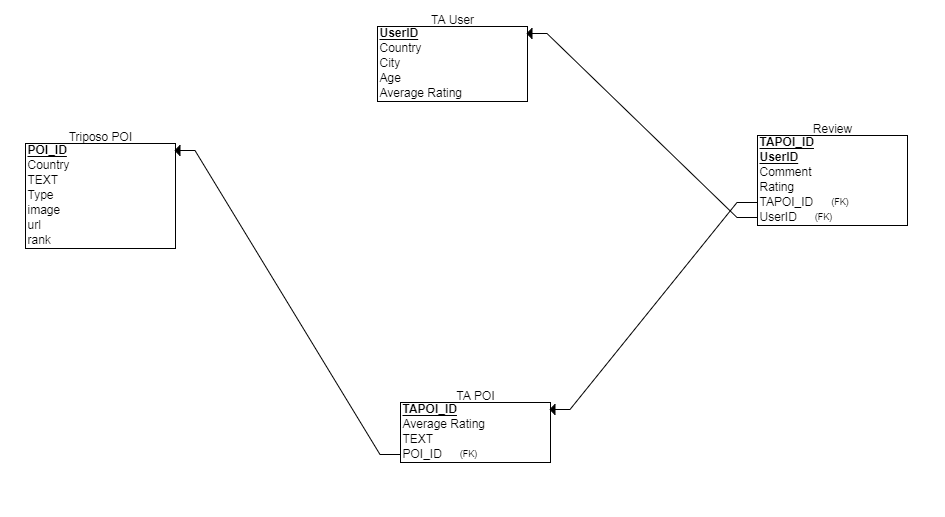 TA User
UserID
Country
City
Age
Average Rating
Triposo POI
POI_ID
Country
TEXT
Type
image
url
rank
Review
TAPOI_ID
UserID
Comment
Rating
TAPOI_ID (FK)
UserID (FK)
TA POI
TAPOI_ID
Average Rating
TEXT
POI_ID (FK)